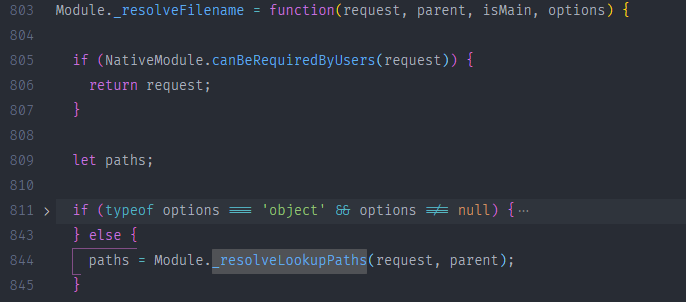 803 Module._resolveFilename = function(request, parent, isMain, options) {
804
805 if (NativeModule.canBeRequiredByUsers(request)) {
806 return request;
807 }
808
809 let paths;
810
811 if (typeof options === 'object' && options !== null) {…
843 } else {
844 paths = Module._resolveLookupPaths(request, parent);
845 }